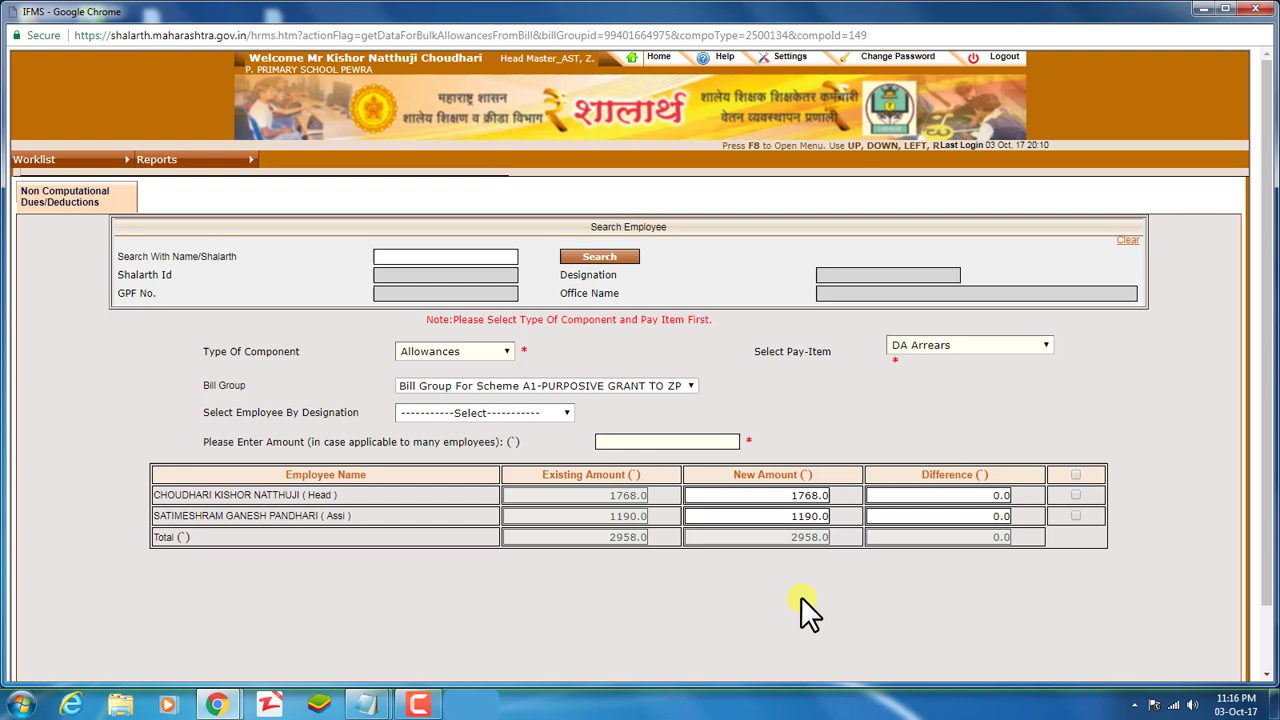 IFMS - Google Chrome
Secure https://shalarth.maharashtra.gov.in/hrms.htm?actionFlag=getDataForBulkAllowancesFromBill&billGroupid=99401664975&compoType=2500134&compoId=149
Welcome Mr Kishor Natthuji Choudhari Head Master_AST, Z. Home Help Settings Change Password Logout
P. PRIMARY SCHOOL PEWRA
महाराष्ट्र शासन
शालेय शिक्षण व क्रीडा विभाग
शालार्थ
शालेय शिक्षक शिक्षकेतर कर्मचारी
वेतन व्यवस्थापन प्रणाली
Press F8 to Open Menu. Use UP, DOWN, LEFT, R Last Login 03 Oct, 17 20:10
Worklist Reports
Non Computational
Dues/Deductions
Search Employee
Clear
Search With Name/Shalarth Search
Shalarth Id Designation
GPF No. Office Name
Note:Please Select Type Of Component and Pay Item First.
Type Of Component Allowances * Select Pay-Item DA Arrears
*
Bill Group Bill Group For Scheme A1-PURPOSIVE GRANT TO ZP
Select Employee By Designation -----------Select-----------
Please Enter Amount (in case applicable to many employees): (`) *
Employee Name Existing Amount (`) New Amount (`) Difference (`)
CHOUDHARI KISHOR NATTHUJI ( Head ) 1768.0 1768.0 0.0
SATIMESHRAM GANESH PANDHARI ( Assi ) 1190.0 1190.0 0.0
Total (`) 2958.0 2958.0 0.0
11:16 PM
03-Oct-17